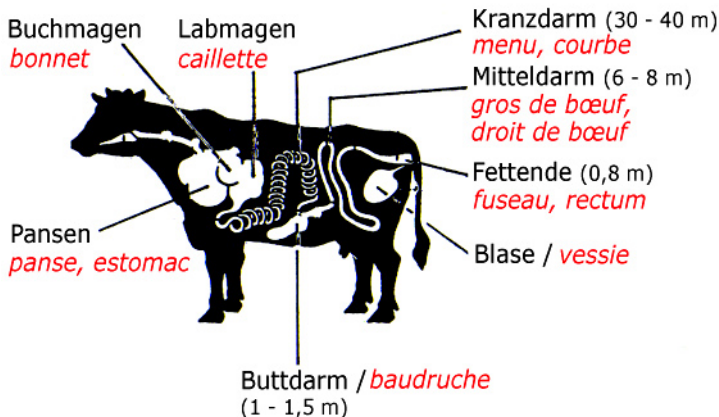 Buchmagen
bonnet
Labmagen
caillette
Kranzdarm (30 - 40 m)
menu, courbe
Mitteldarm (6 - 8 m)
gros de bœuf,
droit de bœuf
Fettende (0,8 m)
fuseau, rectum
Pansen
panse, estomac
Blase / vessie
Buttdarm / baudruche
(1 - 1,5 m)